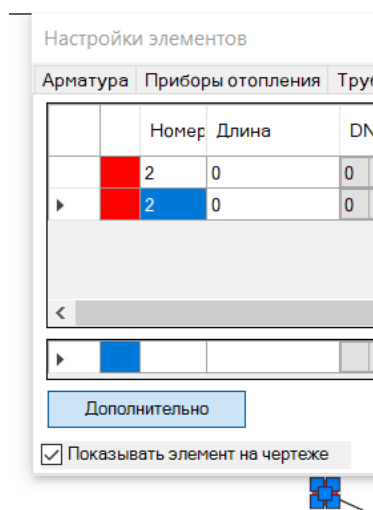 Настройки элементов
Арматура Приборы отопления Труб
Номер Длина DN
2 0 0
2 0 0
Дополнительно
Показывать элемент на чертеже